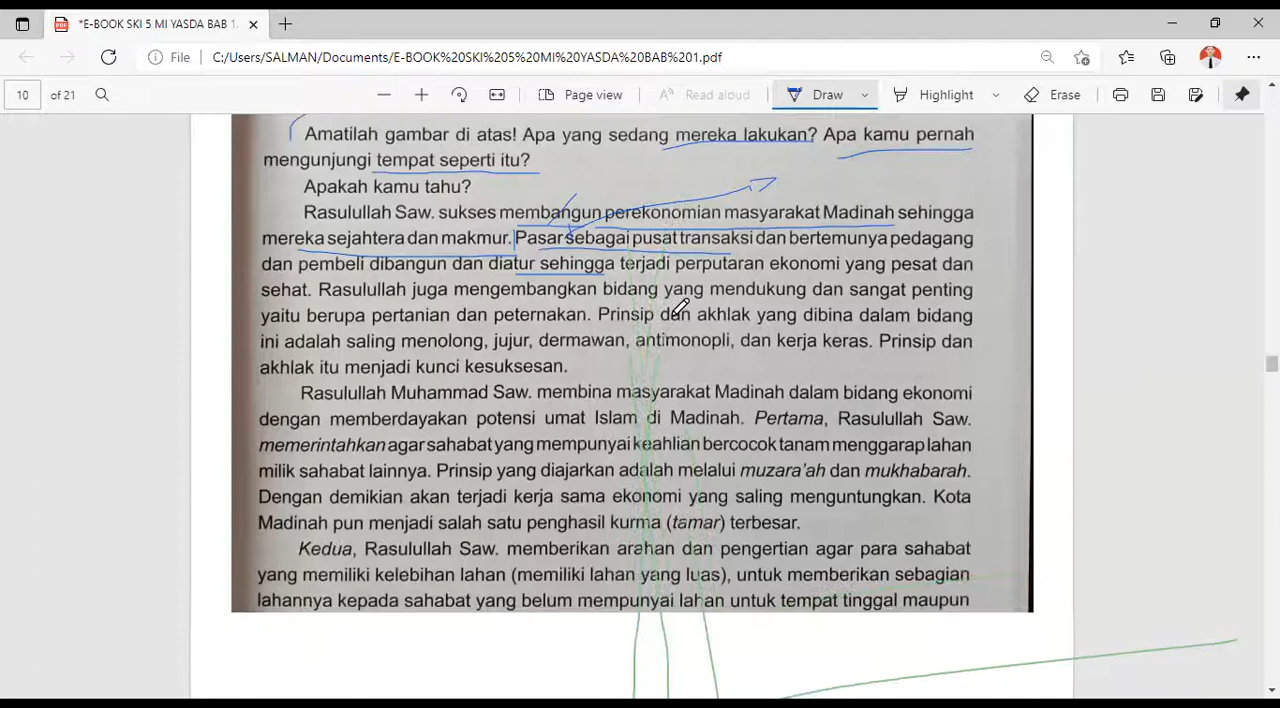 *E-BOOK SKI 5 MI YASDA BAB 1.
File C:/Users/SALMAN/Documents/E-BOOK%20SKI%205%20MI%20YASDA%20BAB%201.pdf
10 of 21 Page view Read aloud Draw Highlight Erase
Amatilah gambar di atas! Apa yang sedang mereka lakukan? Apa kamu pernah
mengunjungi tempat seperti itu?
Apakah kamu tahu?
Rasulullah Saw. sukses membangun perekonomian masyarakat Madinah sehingga
mereka sejahtera dan makmur. Pasar sebagai pusat transaksi dan bertemunya pedagang
dan pembeli dibangun dan diatur sehingga terjadi perputaran ekonomi yang pesat dan
sehat. Rasulullah juga mengembangkan bidang yang mendukung dan sangat penting
yaitu berupa pertanian dan peternakan. Prinsip dan akhlak yang dibina dalam bidang
ini adalah saling menolong, jujur, dermawan, antimonopli, dan kerja keras. Prinsip dan
akhlak itu menjadi kunci kesuksesan.
Rasulullah Muhammad Saw. membina masyarakat Madinah dalam bidang ekonomi
dengan memberdayakan potensi umat Islam di Madinah. Pertama, Rasulullah Saw.
memerintahkan agar sahabat yang mempunyai keahlian bercocok tanam menggarap lahan
milik sahabat lainnya. Prinsip yang diajarkan adalah melalui muzara'ah dan mukhabarah.
Dengan demikian akan terjadi kerja sama ekonomi yang saling menguntungkan. Kota
Madinah pun menjadi salah satu penghasil kurma (tamar) terbesar.
Kedua, Rasulullah Saw. memberikan arahan dan pengertian agar para sahabat
yang memiliki kelebihan lahan (memiliki lahan yang luas), untuk memberikan sebagian
lahannya kepada sahabat yang belum mempunyai lahan untuk tempat tinggal maupun